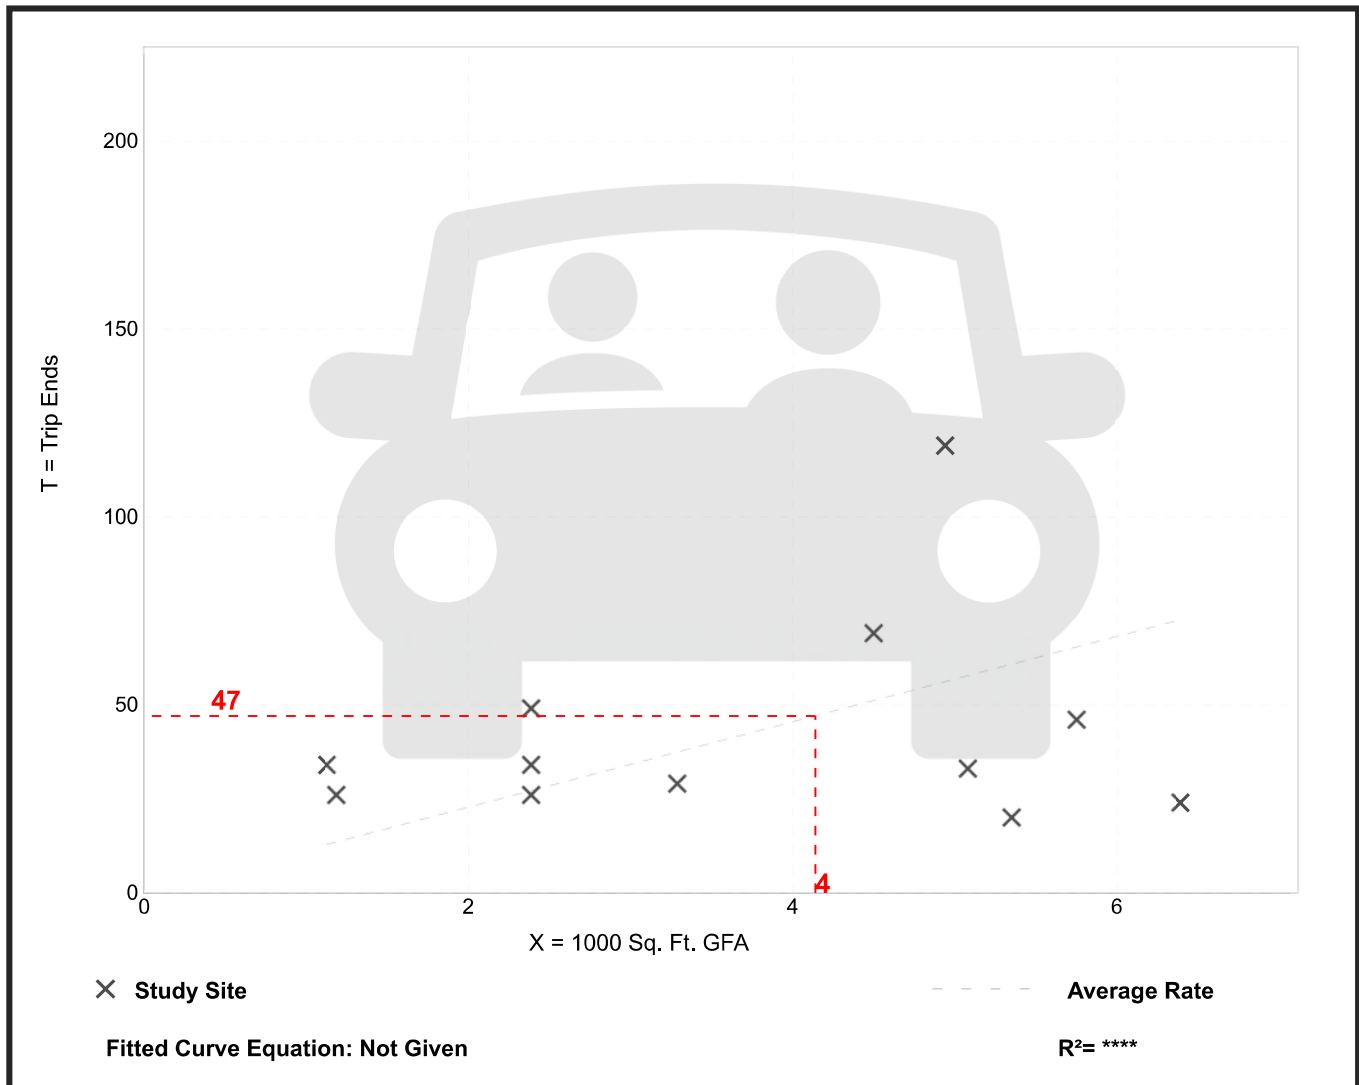 200
150
T = Trip Ends
100
50
47
0
4
0 2 4 6
X = 1000 Sq. Ft. GFA
Study Site
Average Rate
Fitted Curve Equation: Not Given
R²= ****